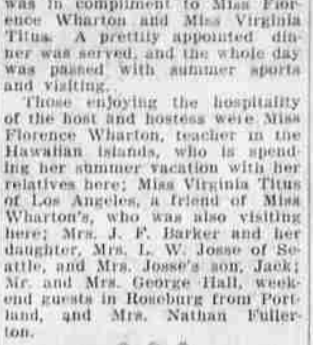 was in compliment to Miss Flor-
ence Wharton and Miss Virginia
Titus. A prettily appointed din-
ner was served, and the whole day
was passed with summer sports
and visiting.
Those enjoying the hospitality
of the host and hostess were Miss
Florence Wharton, teacher in the
Hawaiian islands, who is spend-
ing her summer vacation with her
relatives here; Miss Virginia Titus
of Los Angeles, a friend of Miss
Wharton's, who was also visiting
here; Mrs. J. F. Barker and her
daughter, Mrs. L. W. Josse of Se-
attle, and Mrs. Josse's son, Jack;
Mr. and Mrs. George Hall, week-
end guests in Roseburg from Port-
land, and Mrs. Nathan Fuller-
ton.